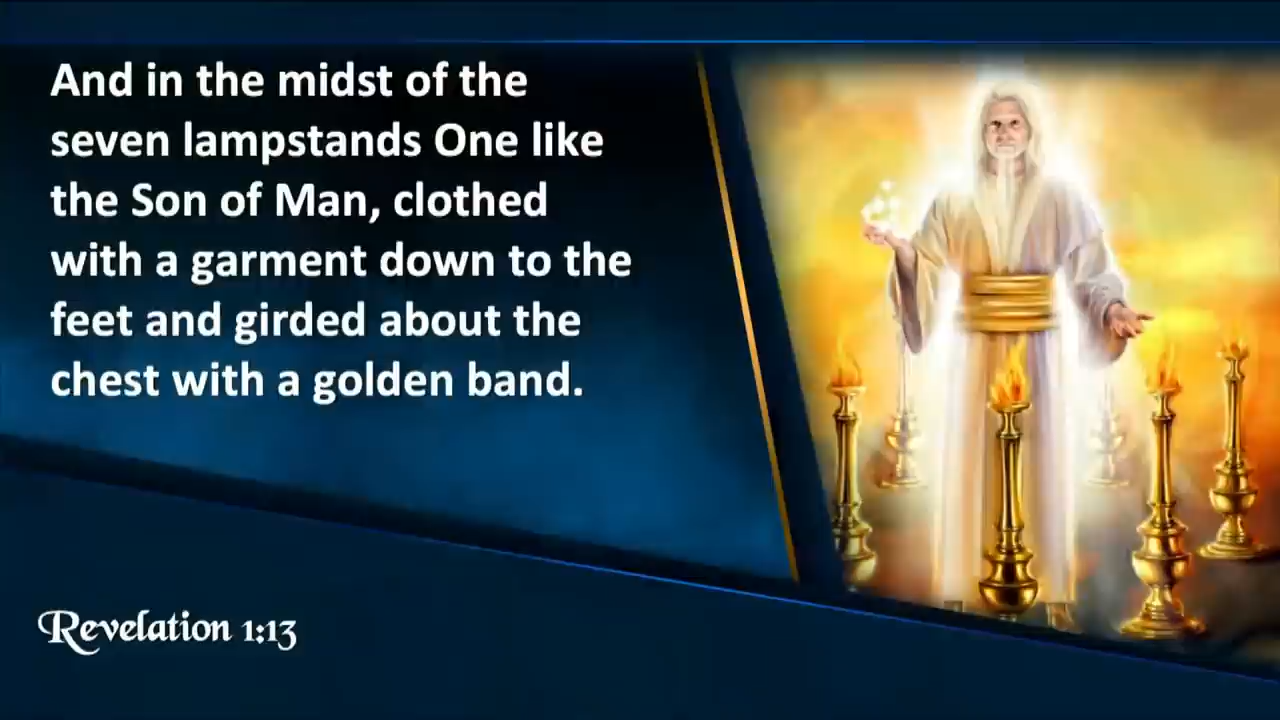 And in the midst of the
seven lampstands One like
the Son of Man, clothed
with a garment down to the
feet and girded about the
chest with a golden band.
Revelation 1:13